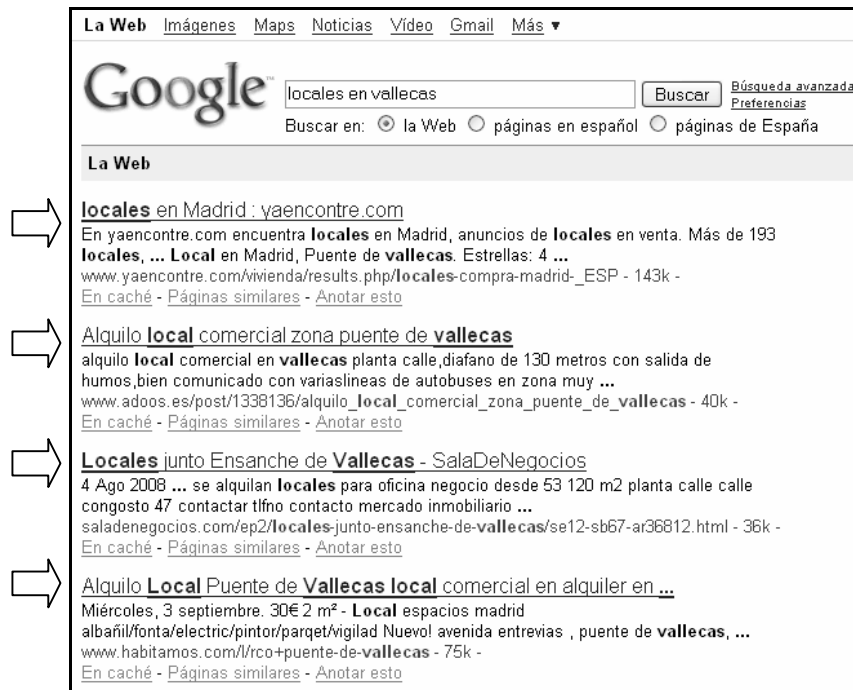 La Web Imágenes Maps Noticias Vídeo Gmail Más ▼
Google™ locales en vallecas Buscar Búsqueda avanzada
Preferencias
Buscar en: la Web páginas en español páginas de España
La Web
locales en Madrid : yaencontre.com
En yaencontre.com encuentra locales en Madrid, anuncios de locales en venta. Más de 193
locales, ... Local en Madrid, Puente de vallecas. Estrellas: 4 ...
www.yaencontre.com/vivienda/results.php/locales-compra-madrid-_ESP - 143k -
En caché - Páginas similares - Anotar esto
Alquilo local comercial zona puente de vallecas
alquilo local comercial en vallecas planta calle,diafano de 130 metros con salida de
humos,bien comunicado con variaslineas de autobuses en zona muy ...
www.adoos.es/post/1338136/alquilo_local_comercial_zona_puente_de_vallecas - 40k -
En caché - Páginas similares - Anotar esto
Locales junto Ensanche de Vallecas - SalaDeNegocios
4 Ago 2008 ... se alquilan locales para oficina negocio desde 53 120 m2 planta calle calle
congosto 47 contactar tlfno contacto mercado inmobiliario ...
saladenegocios.com/ep2/locales-junto-ensanche-de-vallecas/se12-sb67-ar36812.html - 36k -
En caché - Páginas similares - Anotar esto
Alquilo Local Puente de Vallecas local comercial en alquiler en ...
Miércoles, 3 septiembre. 30€ 2 m² - Local espacios madrid
albañil/fonta/electric/pintor/parqet/vigilad Nuevo! avenida entrevias , puente de vallecas, ...
www.habitamos.com/l/rco+puente-de-vallecas - 75k -
En caché - Páginas similares - Anotar esto